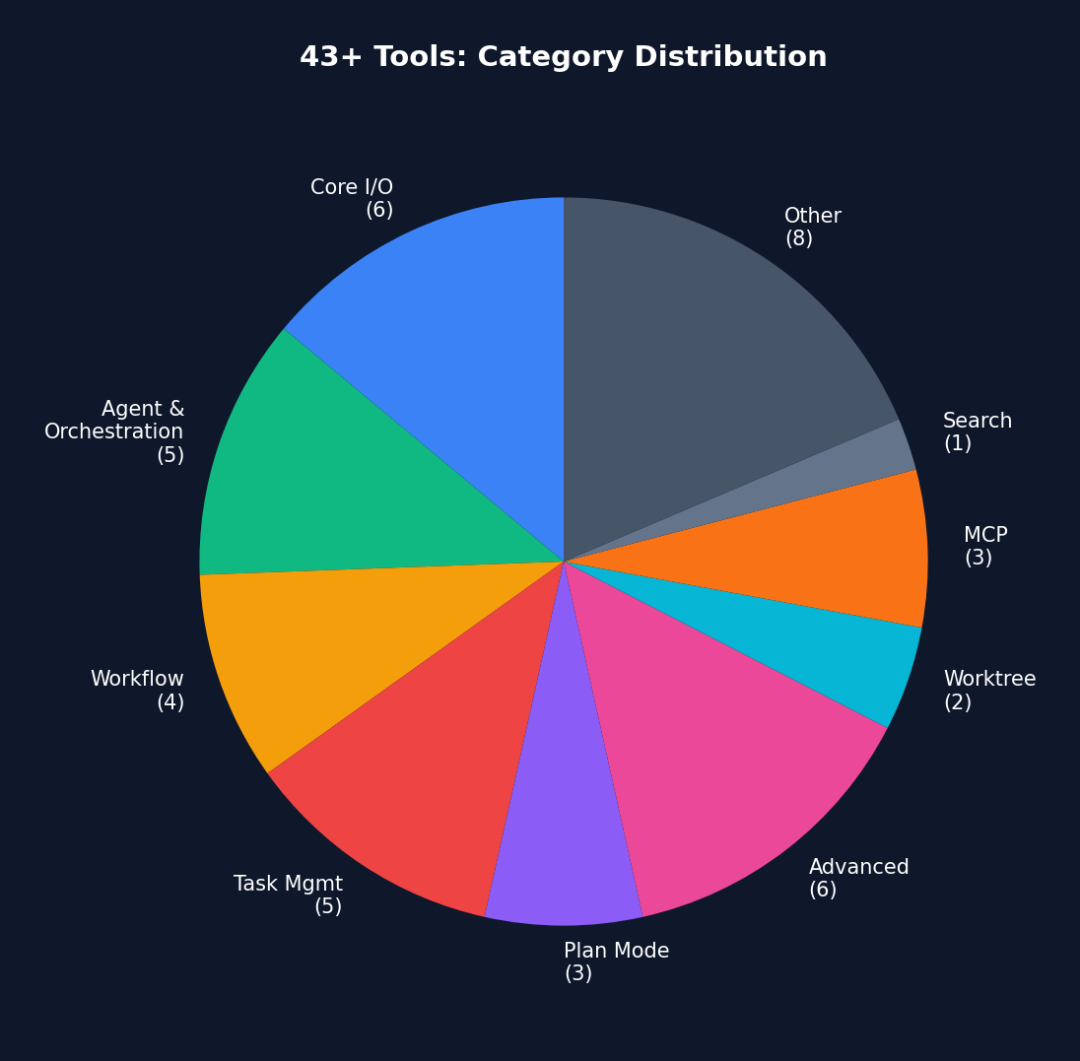 43+ Tools: Category Distribution
Core I/O
(6)
Other
(8)
Agent &
Orchestration
(5)
Search
(1)
MCP
(3)
Workflow
(4)
Worktree
(2)
Task Mgmt
(5)
Advanced
(6)
Plan Mode
(3)